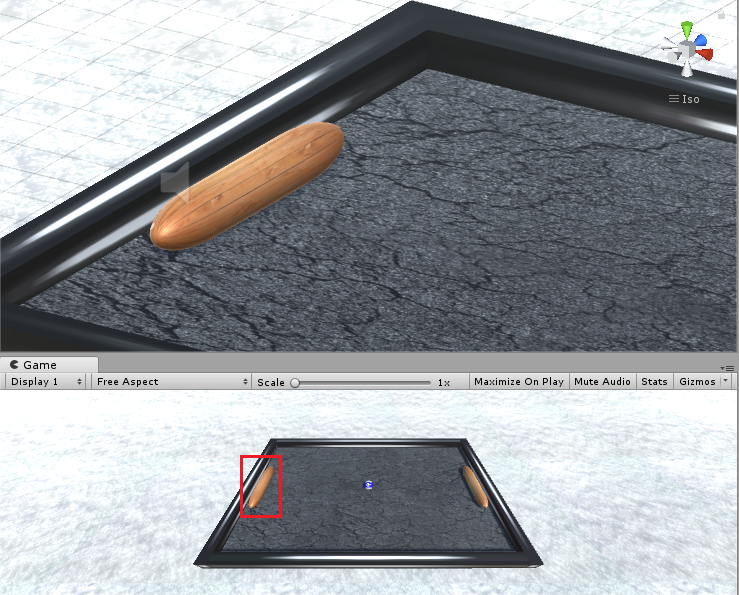 Iso
Game
Display 1 Free Aspect Scale 1x Maximize On Play Mute Audio Stats Gizmos